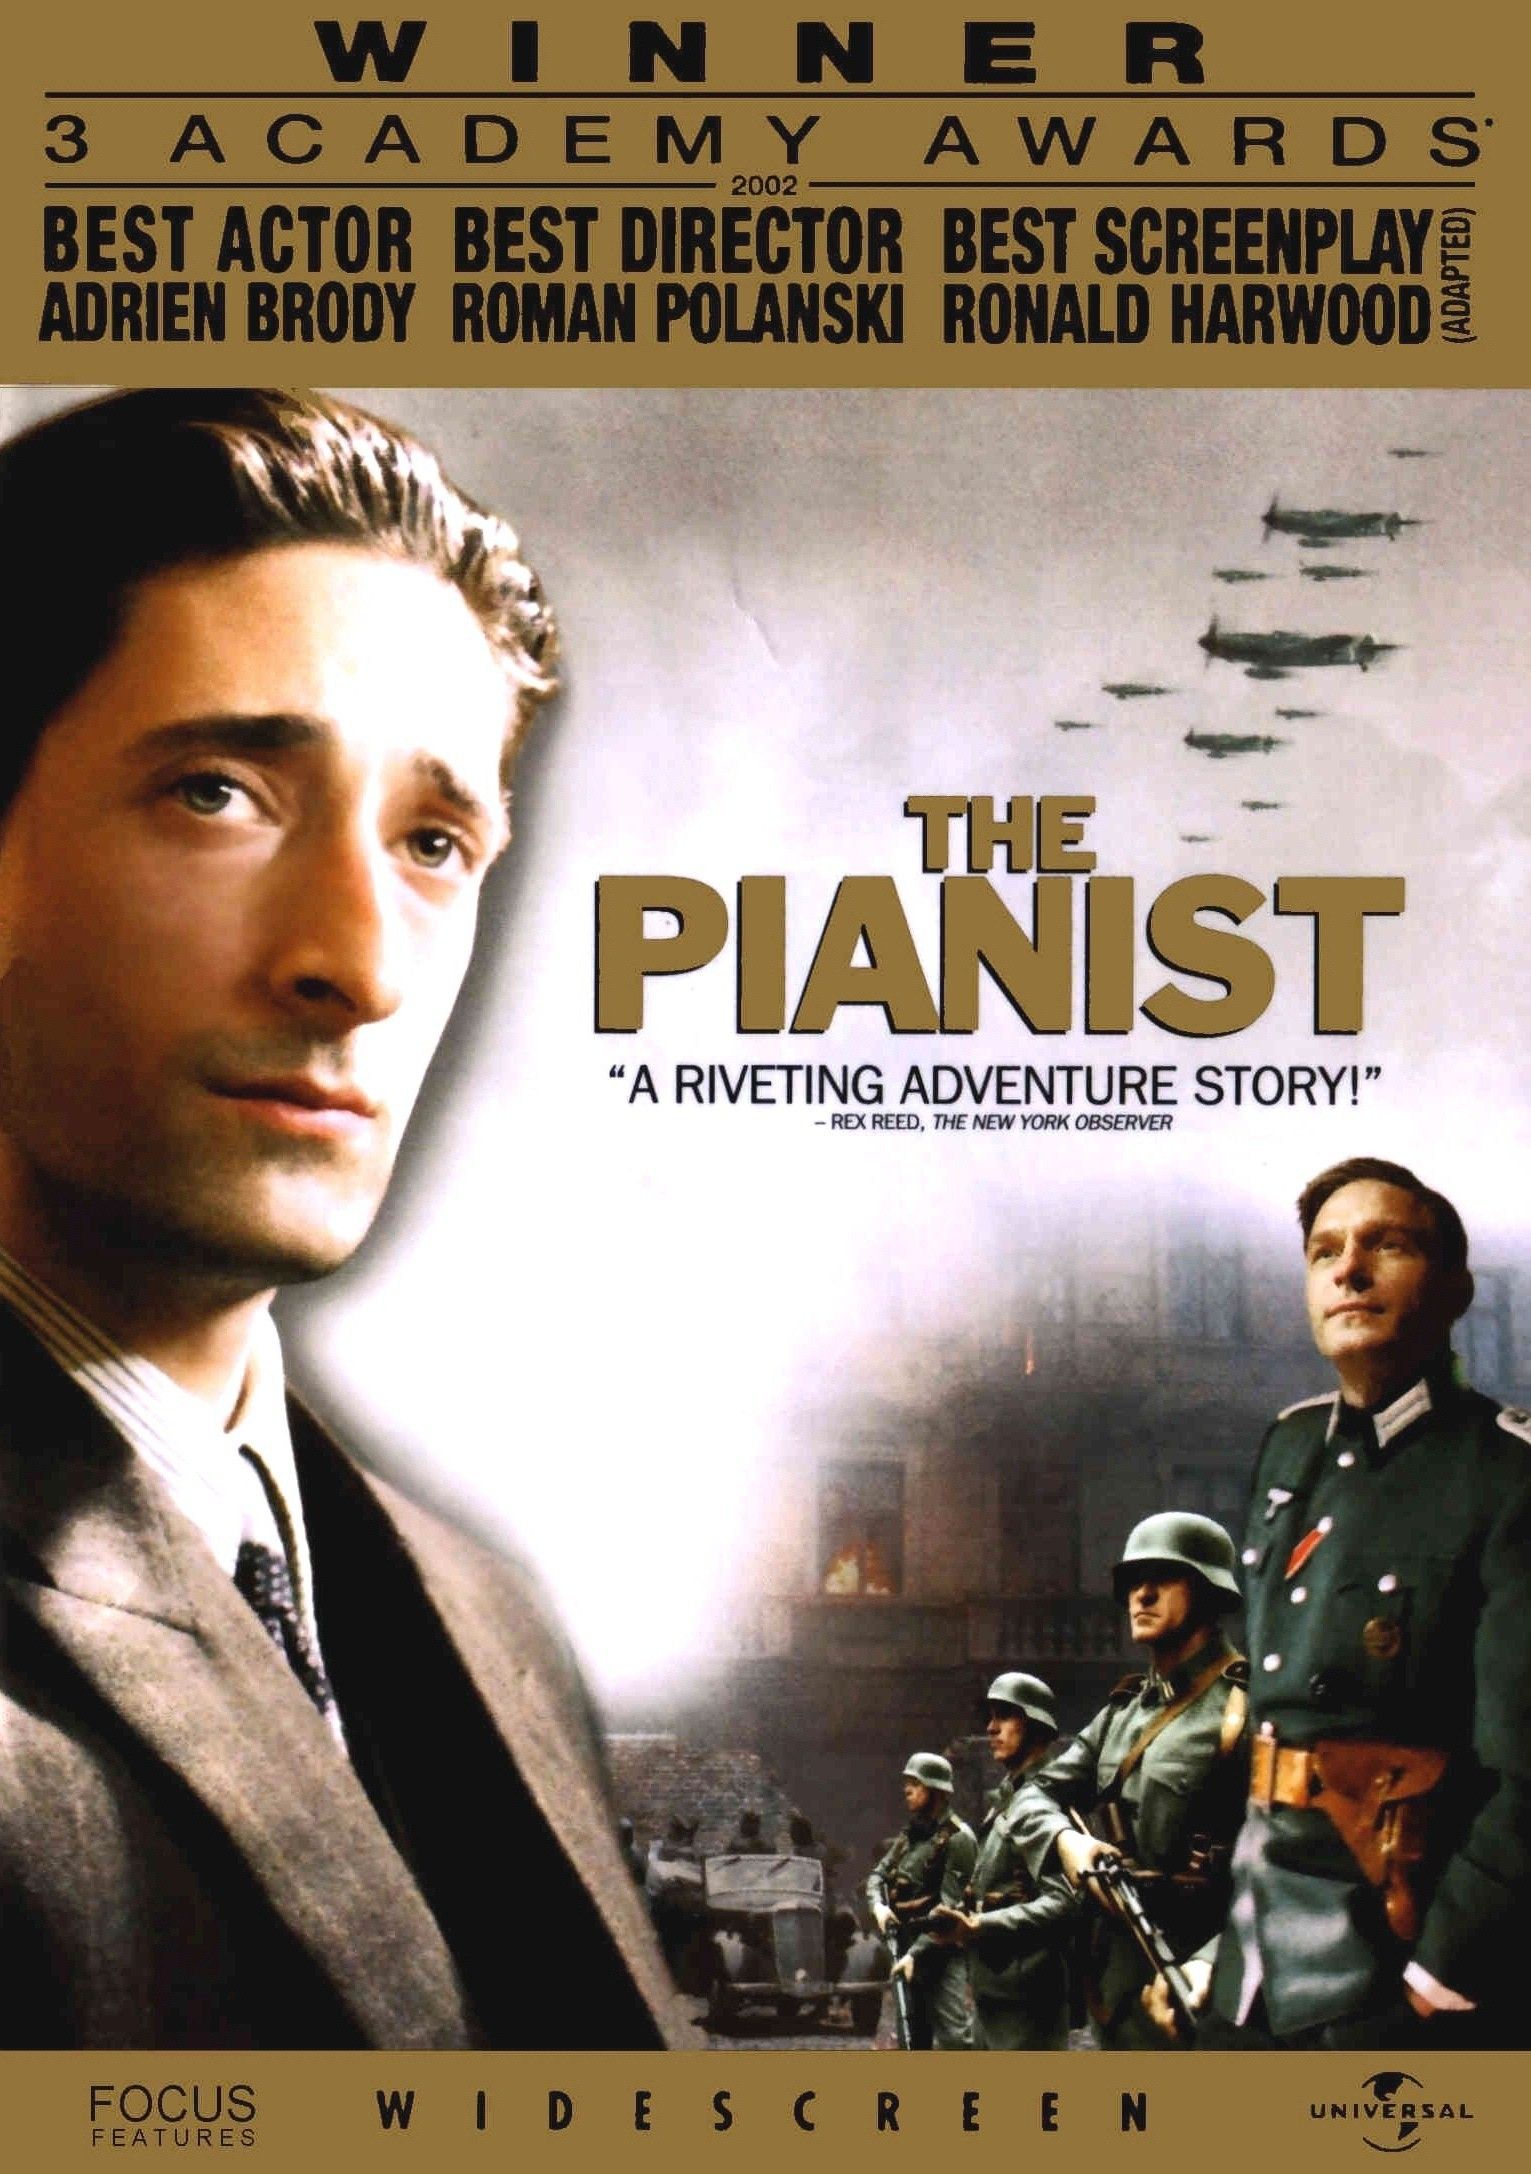 WINNER
3 ACADEMY AWARDS
2002
BEST ACTOR BEST DIRECTOR BEST SCREENPLAY (ADAPTED)
ADRIEN BRODY ROMAN POLANSKI RONALD HARWOOD
THE
PIANIST
“A RIVETING ADVENTURE STORY!”
– REX REED, THE NEW YORK OBSERVER
FOCUS
FEATURES
WIDESCREEN
UNIVERSAL